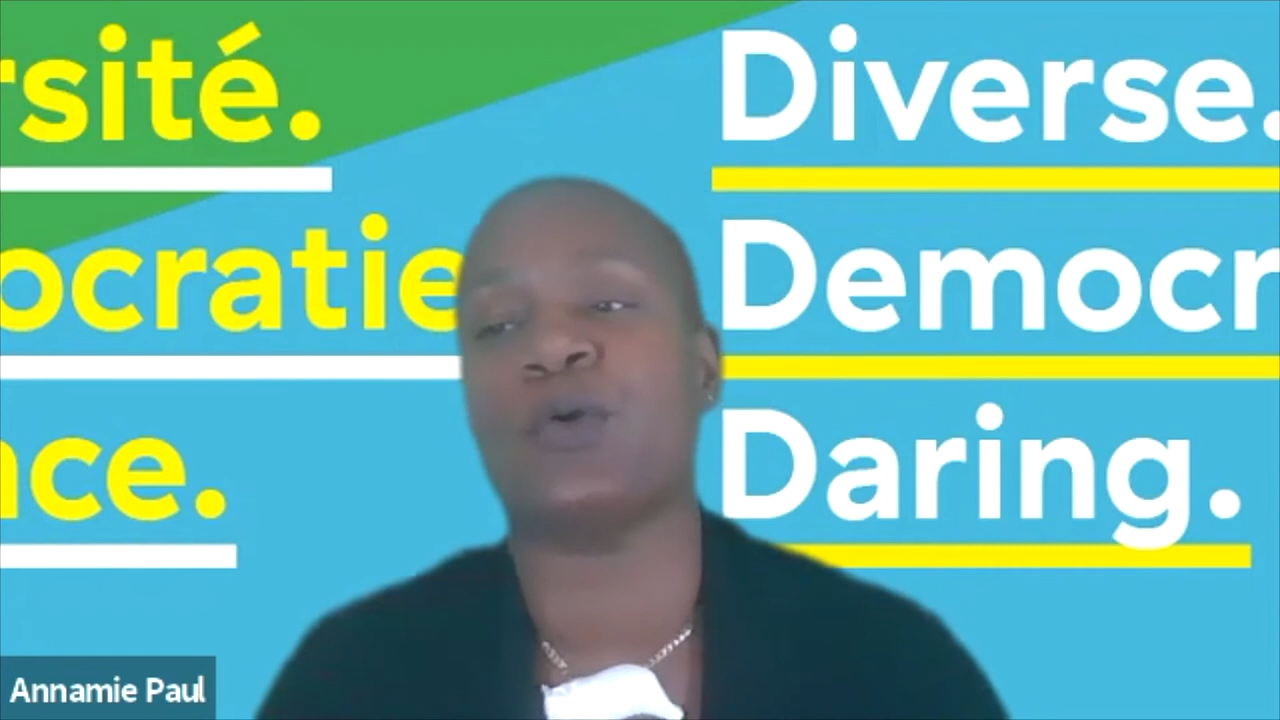 rsité.
ocratie
nce.
Diverse.
Democr
Daring.
Annamie Paul